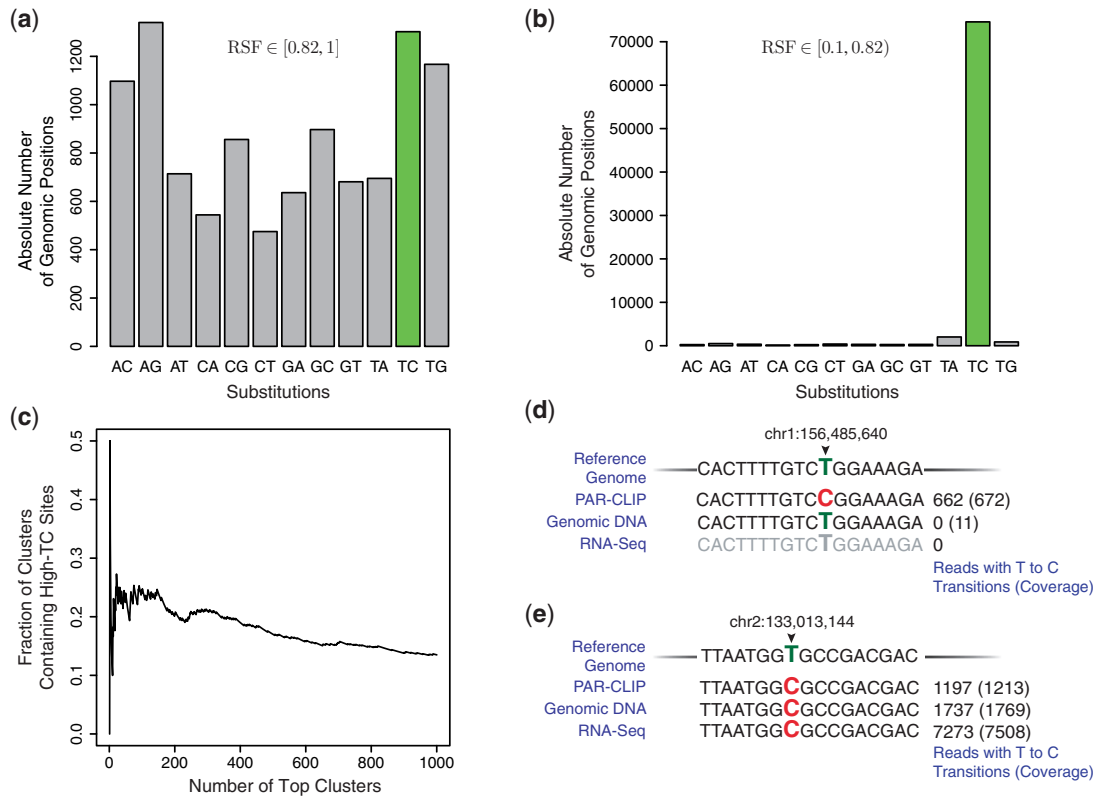 (a)
RSF ∈ [0.82, 1]
Absolute Number
of Genomic Positions
0
200
400
600
800
1000
1200
AC AG AT CA CG CT GA GC GT TA TC TG
Substitutions
(b)
RSF ∈ [0.1, 0.82)
Absolute Number
of Genomic Positions
70000
60000
50000
40000
30000
20000
10000
0
AC AG AT CA CG CT GA GC GT TA TC TG
Substitutions
(c)
Fraction of Clusters
Containing High-TC Sites
0.0
0.1
0.2
0.3
0.4
0.5
0 200 400 600 800 1000
Number of Top Clusters
(d)
chr1:156,485,640
Reference
Genome
CACTTTTGTCTGGAAAGA
PAR-CLIP CACTTTTGTCCGGAAAGA 662 (672)
Genomic DNA CACTTTTGTCTGGAAAGA 0 (11)
RNA-Seq CACTTTTGTCTGGAAAGA 0
Reads with T to C
Transitions (Coverage)
(e)
chr2:133,013,144
Reference
Genome
TTAATGGTGCCGACGAC
PAR-CLIP TTAATGGCGCCGACGAC 1197 (1213)
Genomic DNA TTAATGGCGCCGACGAC 1737 (1769)
RNA-Seq TTAATGGCGCCGACGAC 7273 (7508)
Reads with T to C
Transitions (Coverage)